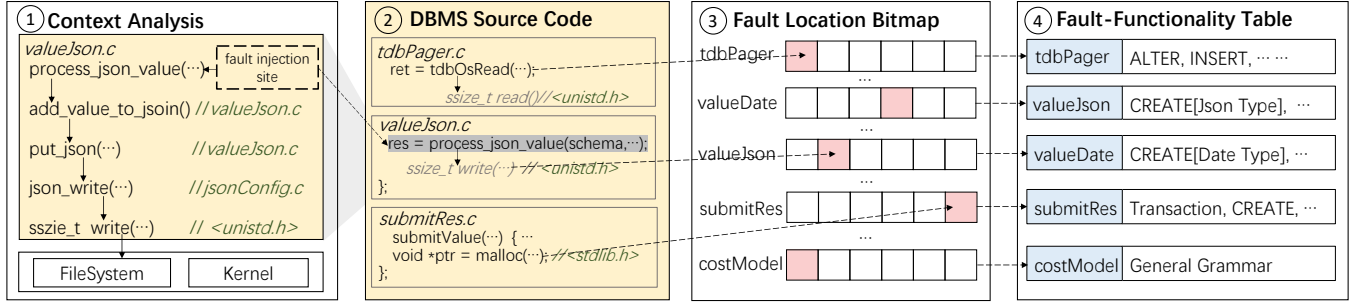 1 Context Analysis
valueJson.c
process_json_value(···)
fault injection
site
add_value_to_jsoin() //valueJson.c
put_json(···) //valueJson.c
json_write(···) //jsonConfig.c
sszie_t write(···) // <unistd.h>
FileSystem Kernel
2 DBMS Source Code
tdbPager.c
ret = tdbOsRead(···);
ssize_t read()//<unistd.h>
valueJson.c
res = process_json_value(schema,···);
ssize_t write(···) //<unistd.h>
};
submitRes.c
submitValue(···) { ···
void *ptr = malloc(···); //<stdlib.h>
};
3 Fault Location Bitmap
tdbPager
...
valueDate
...
valueJson
...
submitRes
...
costModel
4 Fault-Functionality Table
tdbPager ALTER, INSERT, ··· ···
valueJson CREATE[Json Type], ···
valueDate CREATE[Date Type], ···
submitRes Transaction, CREATE, ···
costModel General Grammar